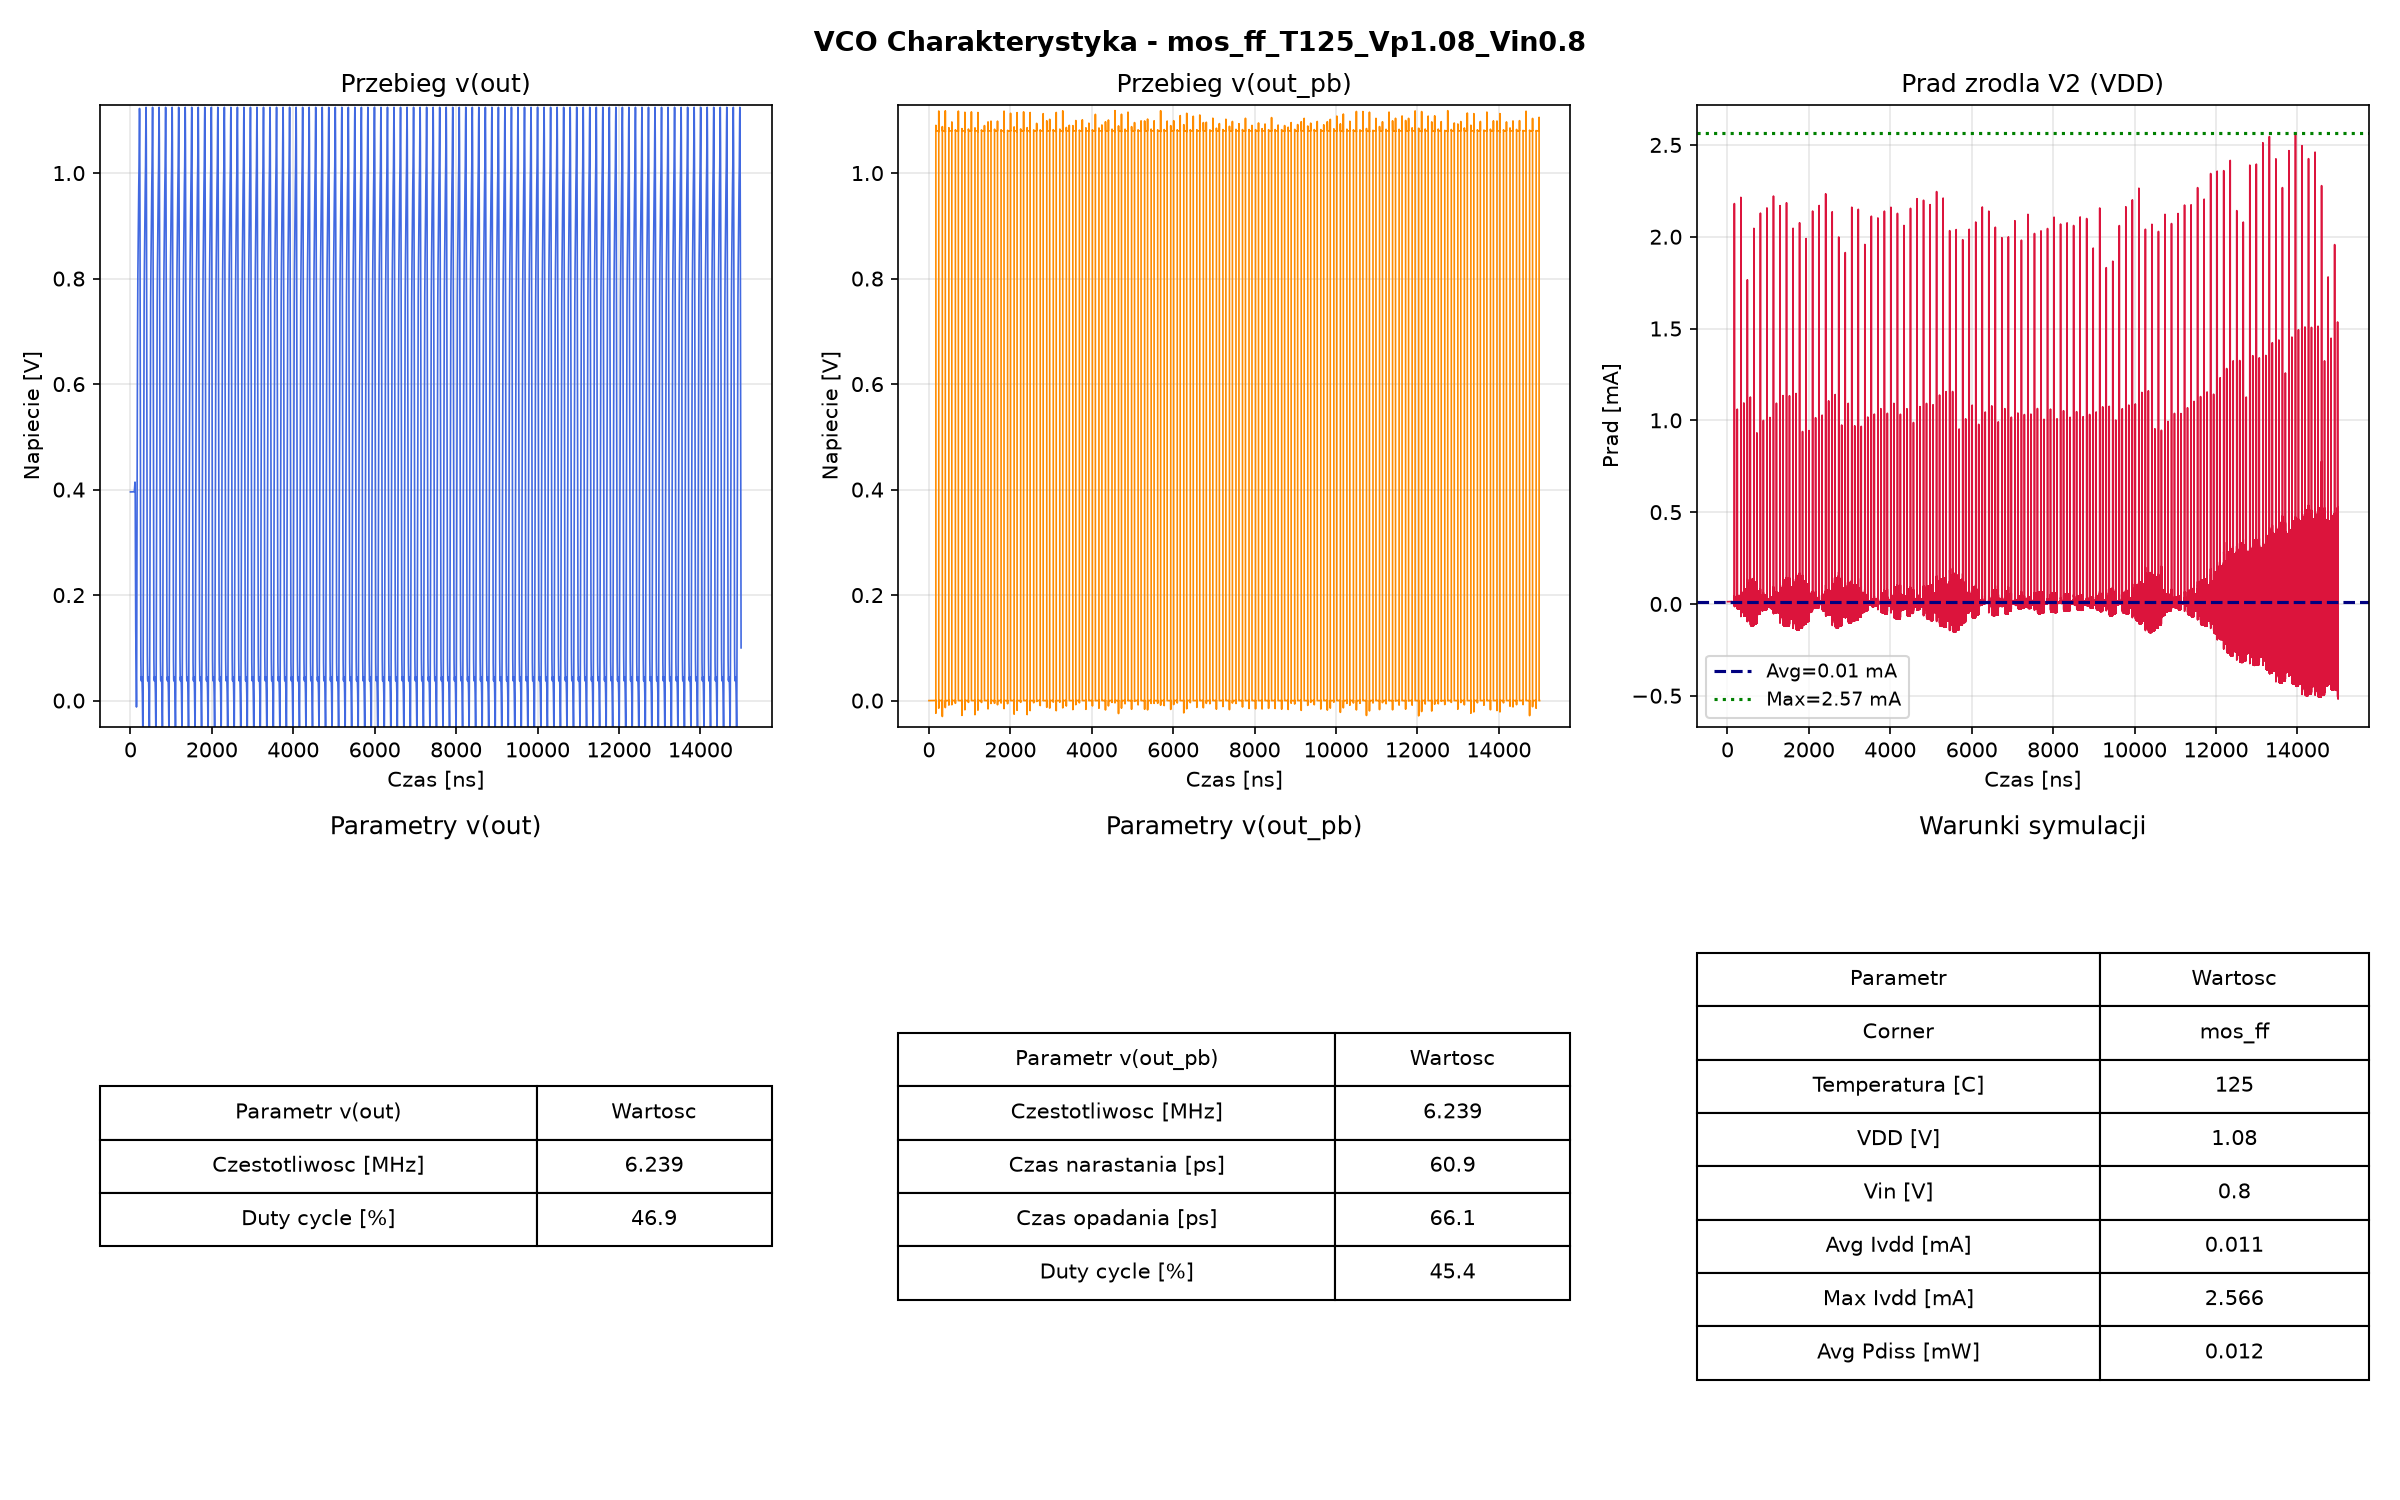 VCO Charakterystyka - mos_ff_T125_Vp1.08_Vin0.8
Przebieg v(out)
Napiecie [V]
1.0
0.8
0.6
0.4
0.2
0.0
0 2000 4000 6000 8000 10000 12000 14000
Czas [ns]
Przebieg v(out_pb)
Napiecie [V]
1.0
0.8
0.6
0.4
0.2
0.0
0 2000 4000 6000 8000 10000 12000 14000
Czas [ns]
Prad zrodla V2 (VDD)
Prad [mA]
2.5
2.0
1.5
1.0
0.5
0.0
−0.5
Avg=0.01 mA
Max=2.57 mA
0 2000 4000 6000 8000 10000 12000 14000
Czas [ns]
Parametry v(out)
Parametr v(out) Wartosc
Czestotliwosc [MHz] 6.239
Duty cycle [%] 46.9
Parametry v(out_pb)
Parametr v(out_pb) Wartosc
Czestotliwosc [MHz] 6.239
Czas narastania [ps] 60.9
Czas opadania [ps] 66.1
Duty cycle [%] 45.4
Warunki symulacji
Parametr Wartosc
Corner mos_ff
Temperatura [C] 125
VDD [V] 1.08
Vin [V] 0.8
Avg Ivdd [mA] 0.011
Max Ivdd [mA] 2.566
Avg Pdiss [mW] 0.012